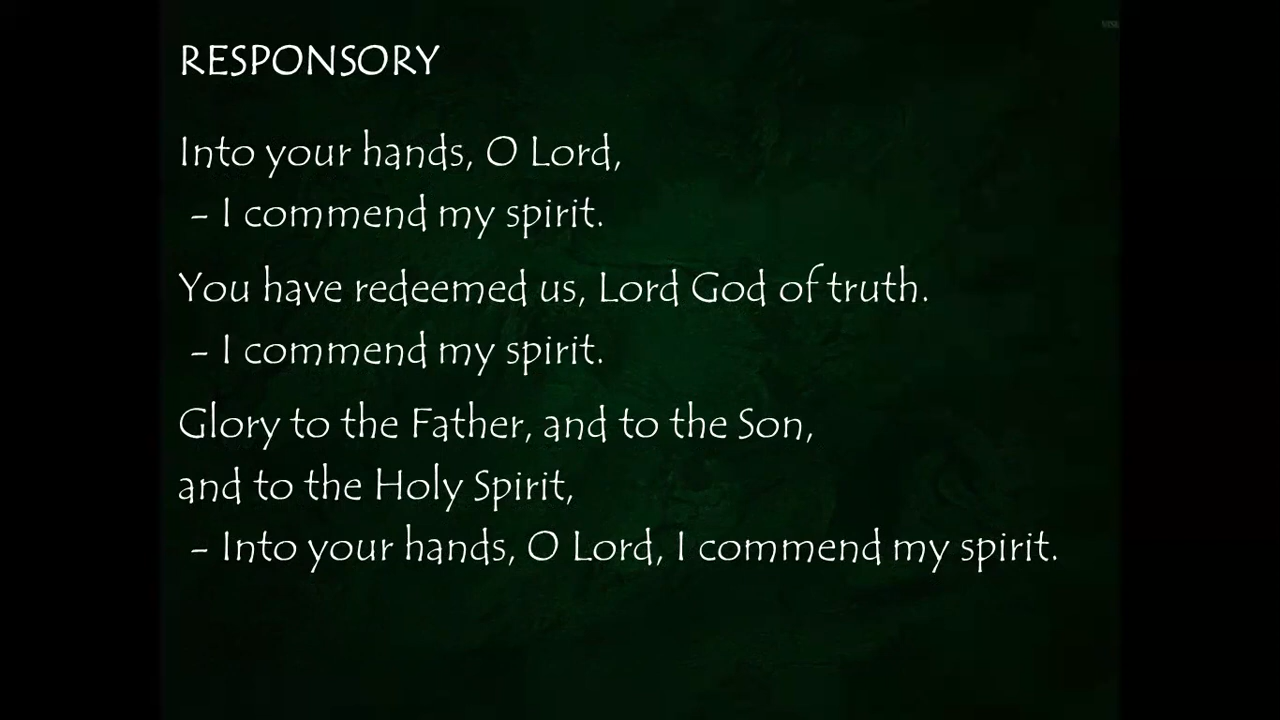 RESPONSORY
Into your hands, O Lord,
– I commend my spirit.
You have redeemed us, Lord God of truth.
– I commend my spirit.
Glory to the Father, and to the Son,
and to the Holy Spirit,
– Into your hands, O Lord, I commend my spirit.